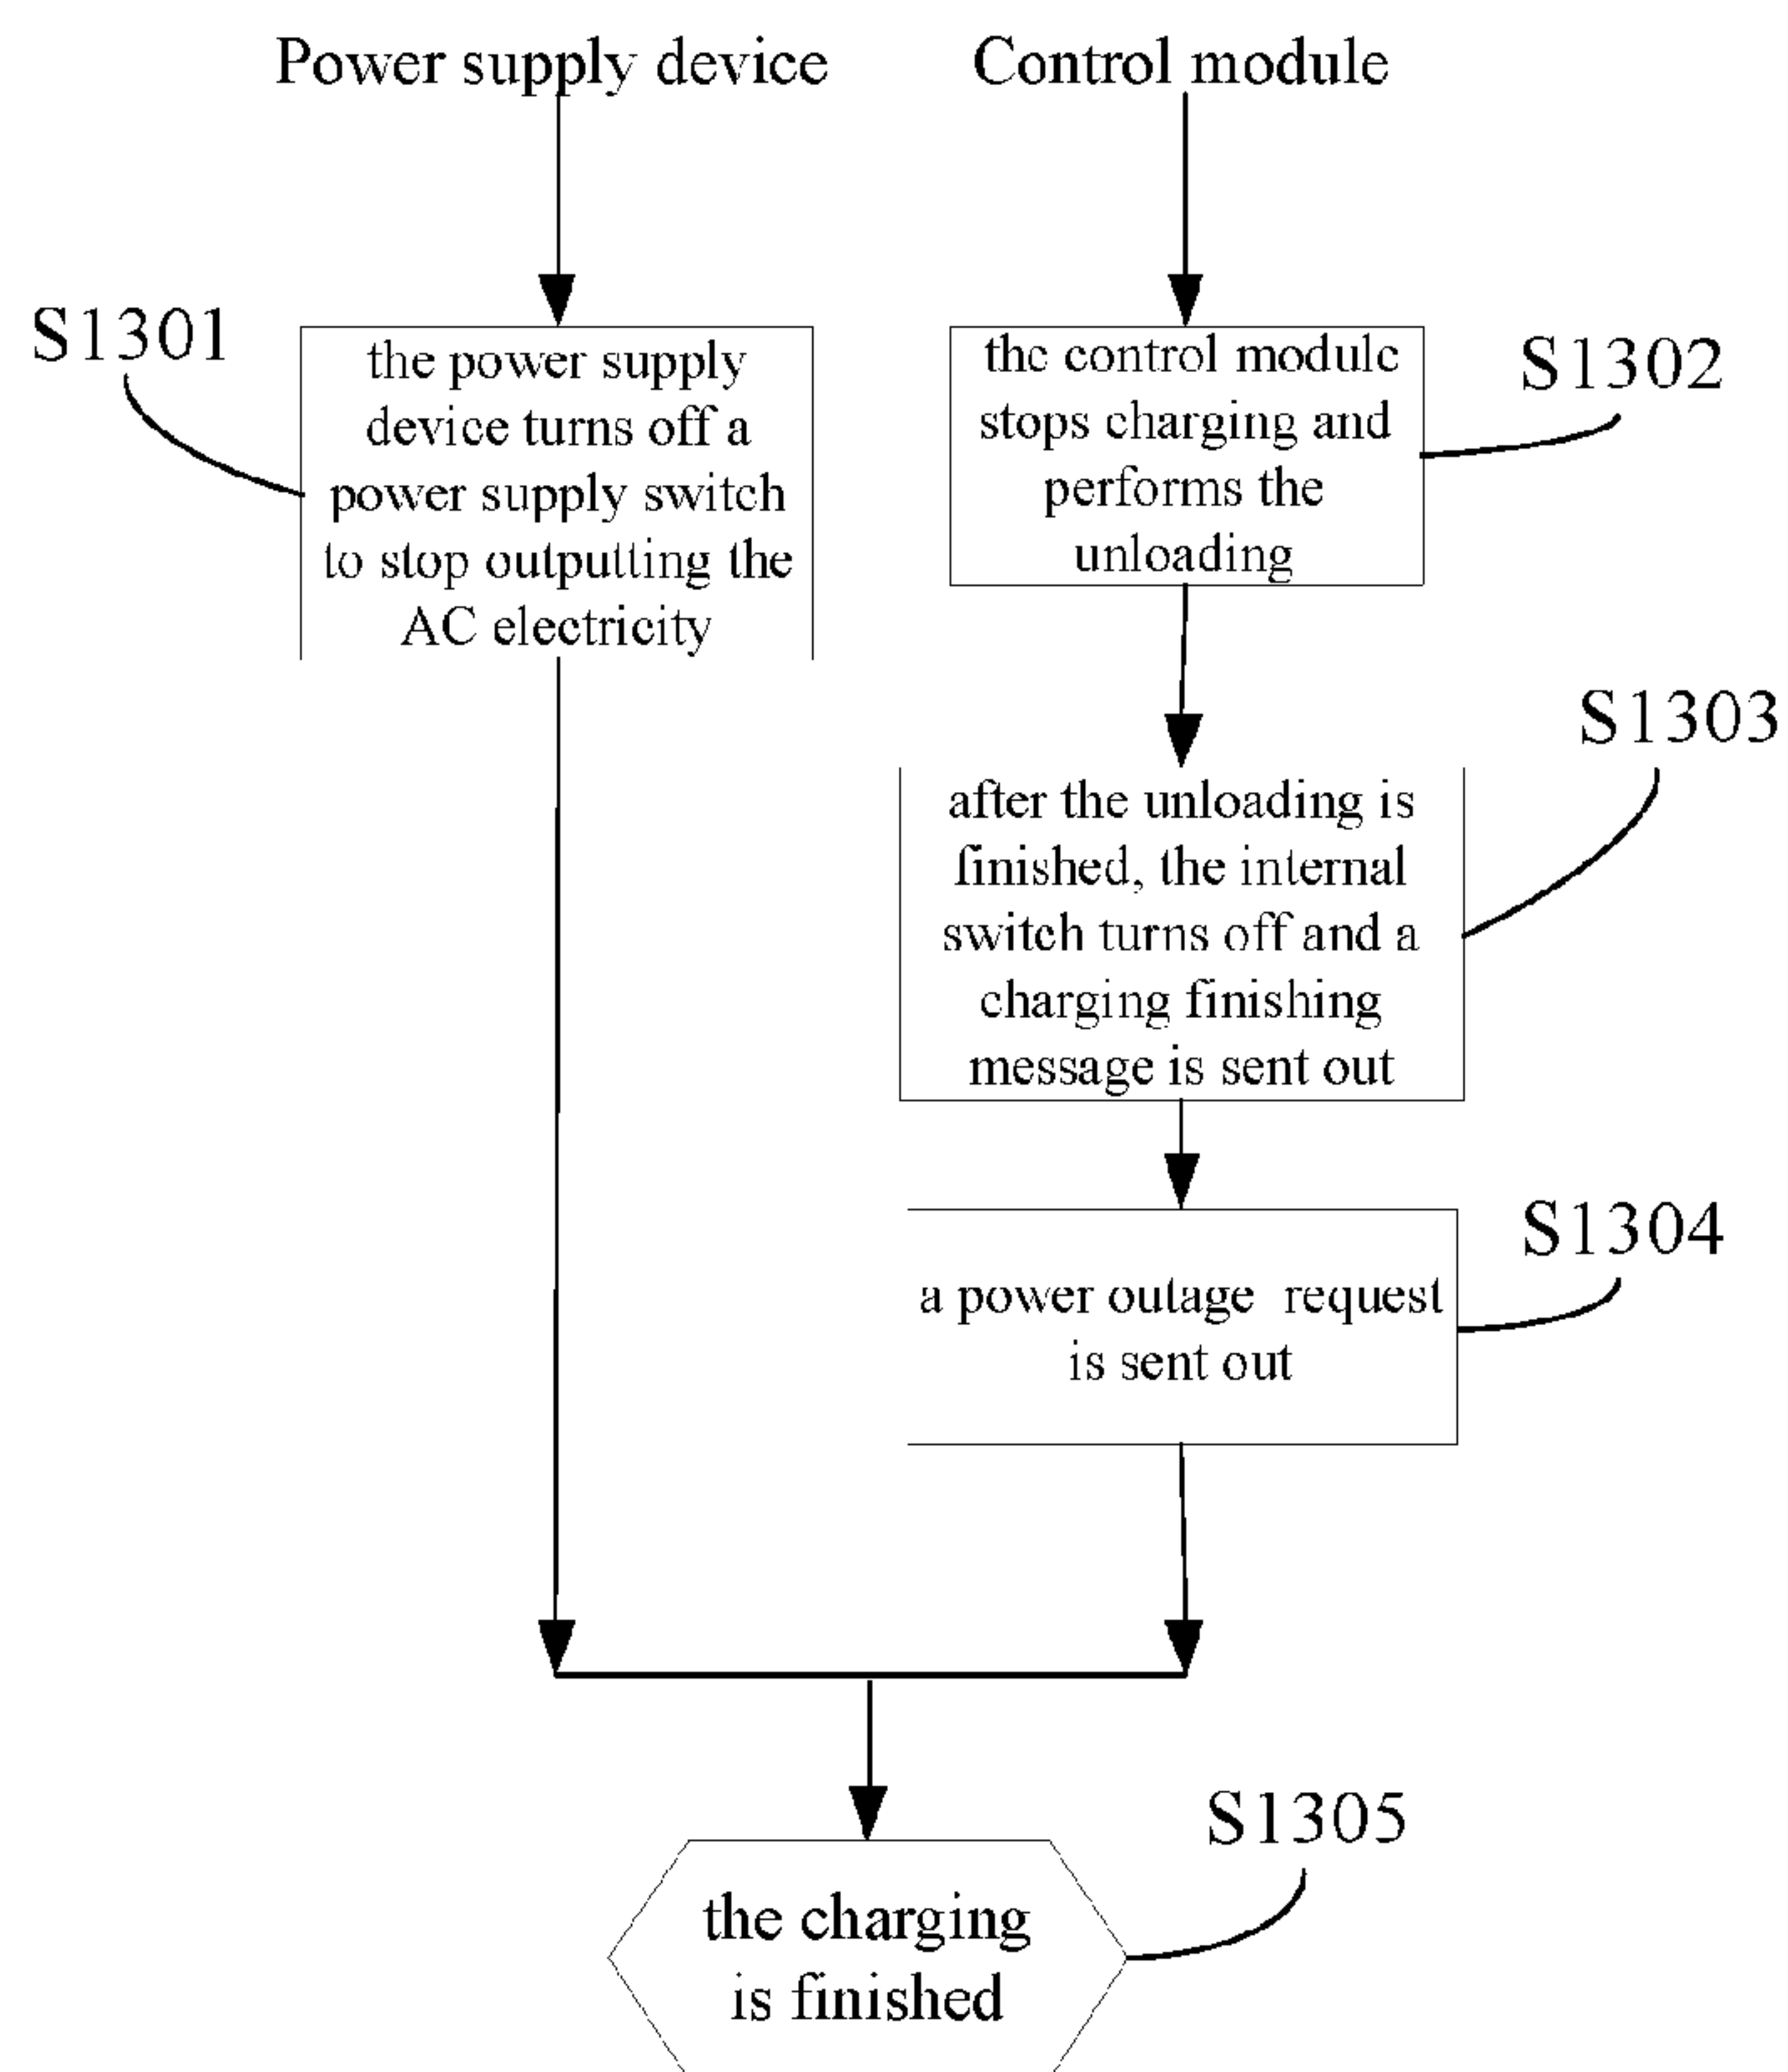 Power supply device
Control module
S1301
the power supply
device turns off a
power supply switch
to stop outputting the
AC electricity
the control module
stops charging and
performs the
unloading
S1302
S1303
after the unloading is
finished, the internal
switch turns off and a
charging finishing
message is sent out
S1304
a power outage request
is sent out
S1305
the charging
is finished